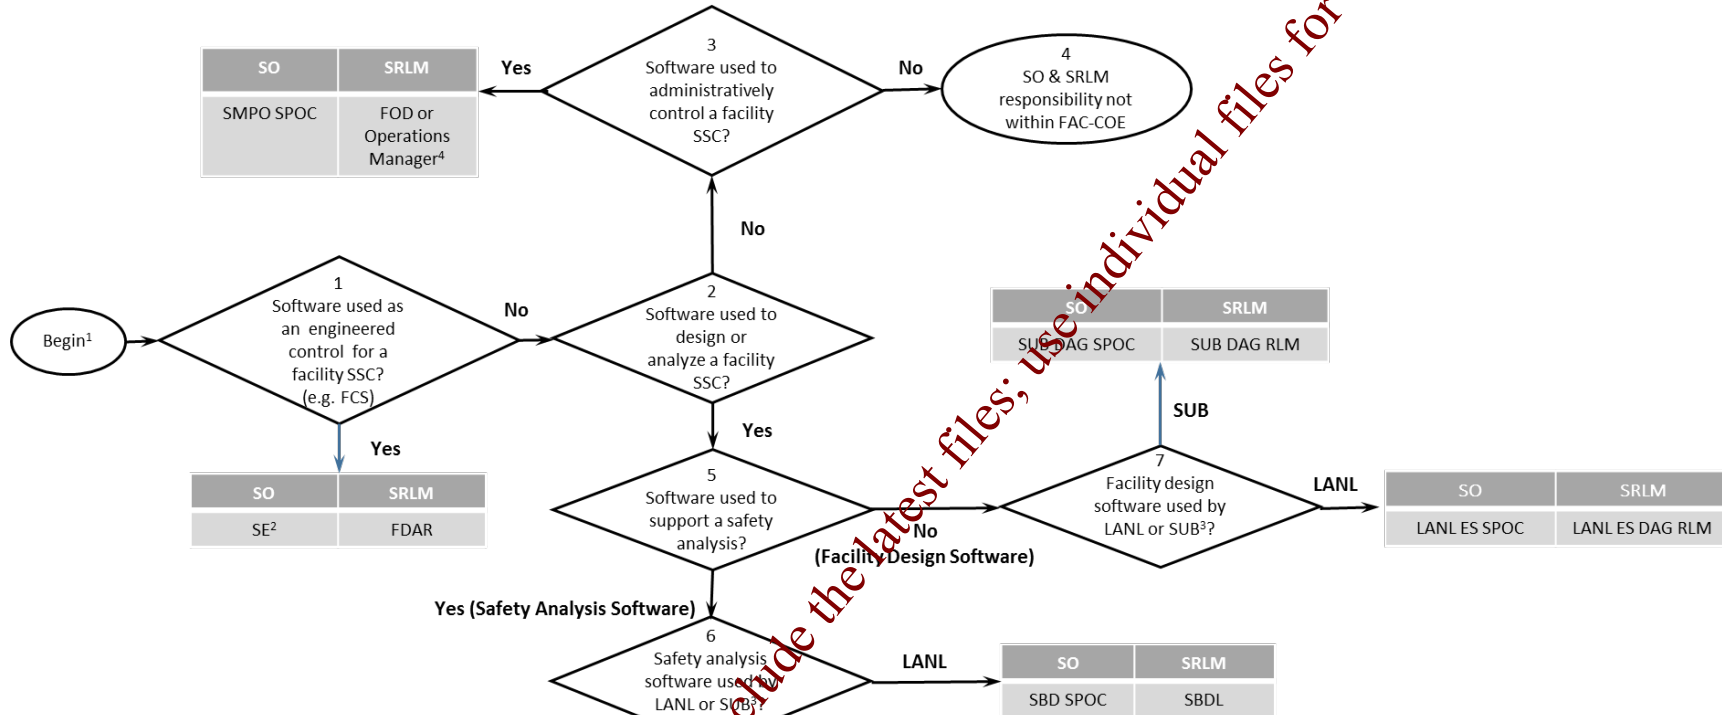 3
Software used to
administratively
control a facility
SSC?
Yes
No
4
SO & SRLM
responsibility not
within FAC-COE
SO SRLM
SMPO SPOC FOD or
Operations
Manager⁴
No
Begin¹
1
Software used as
an engineered
control for a
facility SSC?
(e.g. FCS)
No
2
Software used to
design or
analyze a facility
SSC?
Yes
SO SRLM
SE² FDAR
Yes
5
Software used to
support a safety
analysis?
No
(Facility Design Software)
SO SRLM
SUB DAG SPOC SUB DAG RLM
SUB
7
Facility design
software used by
LANL or SUB³?
LANL
SO SRLM
LANL ES SPOC LANL ES DAG RLM
Yes (Safety Analysis Software)
6
Safety analysis
software used by
LANL or SUB³?
LANL
SO SRLM
SBD SPOC SBDL
the latest files; use individual files for